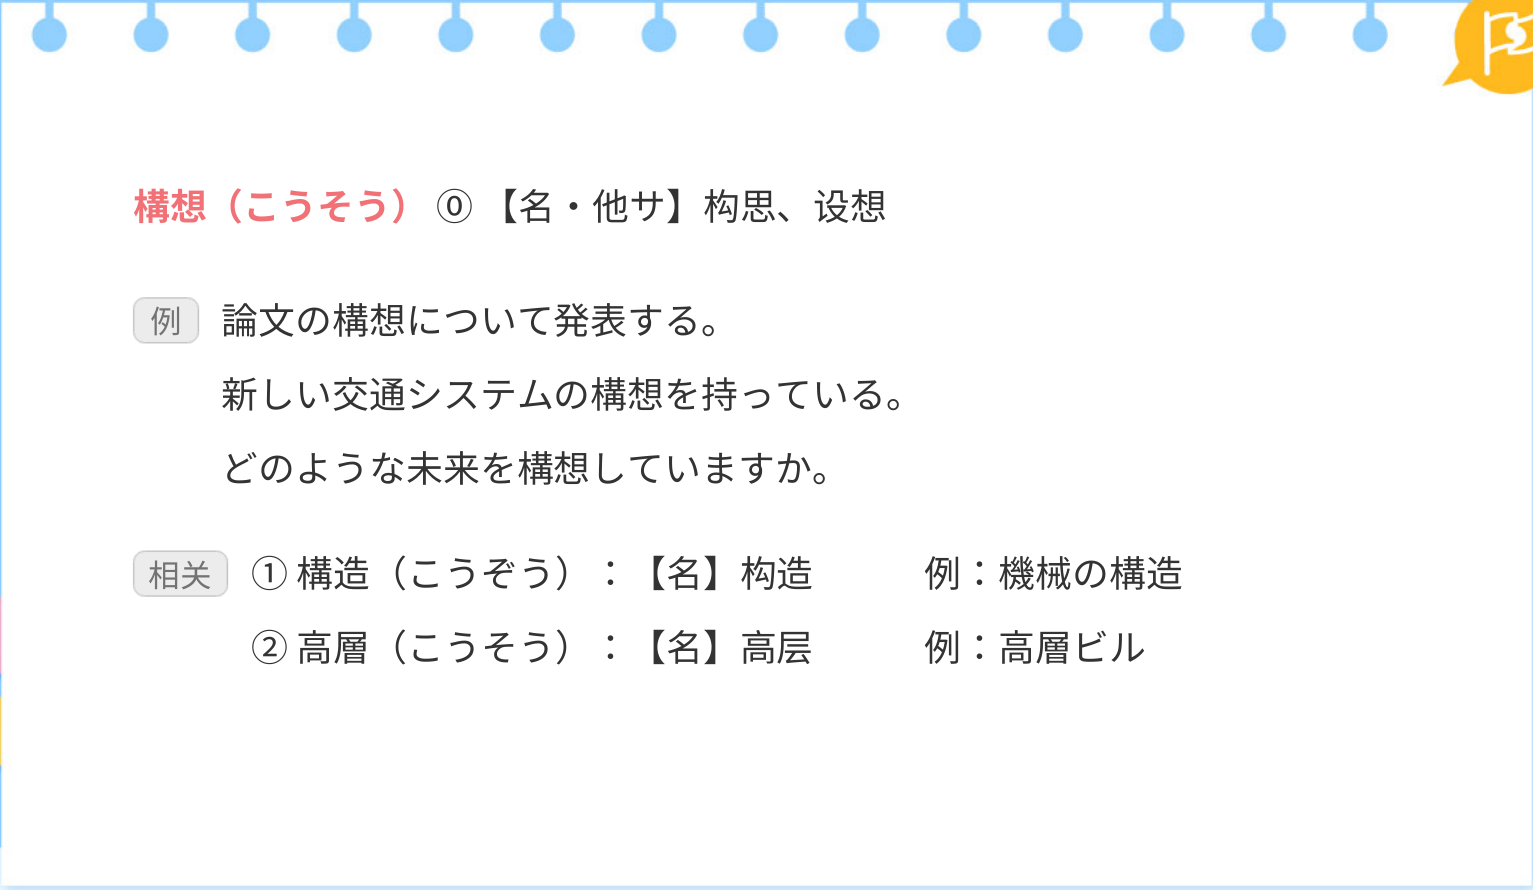 構想（こうそう）⓪ 【名・他サ】构思、设想
例 論文の構想について発表する。
新しい交通システムの構想を持っている。
どのような未来を構想していますか。
相关 ① 構造（こうぞう）：【名】构造 例：機械の構造
② 高層（こうそう）：【名】高层 例：高層ビル